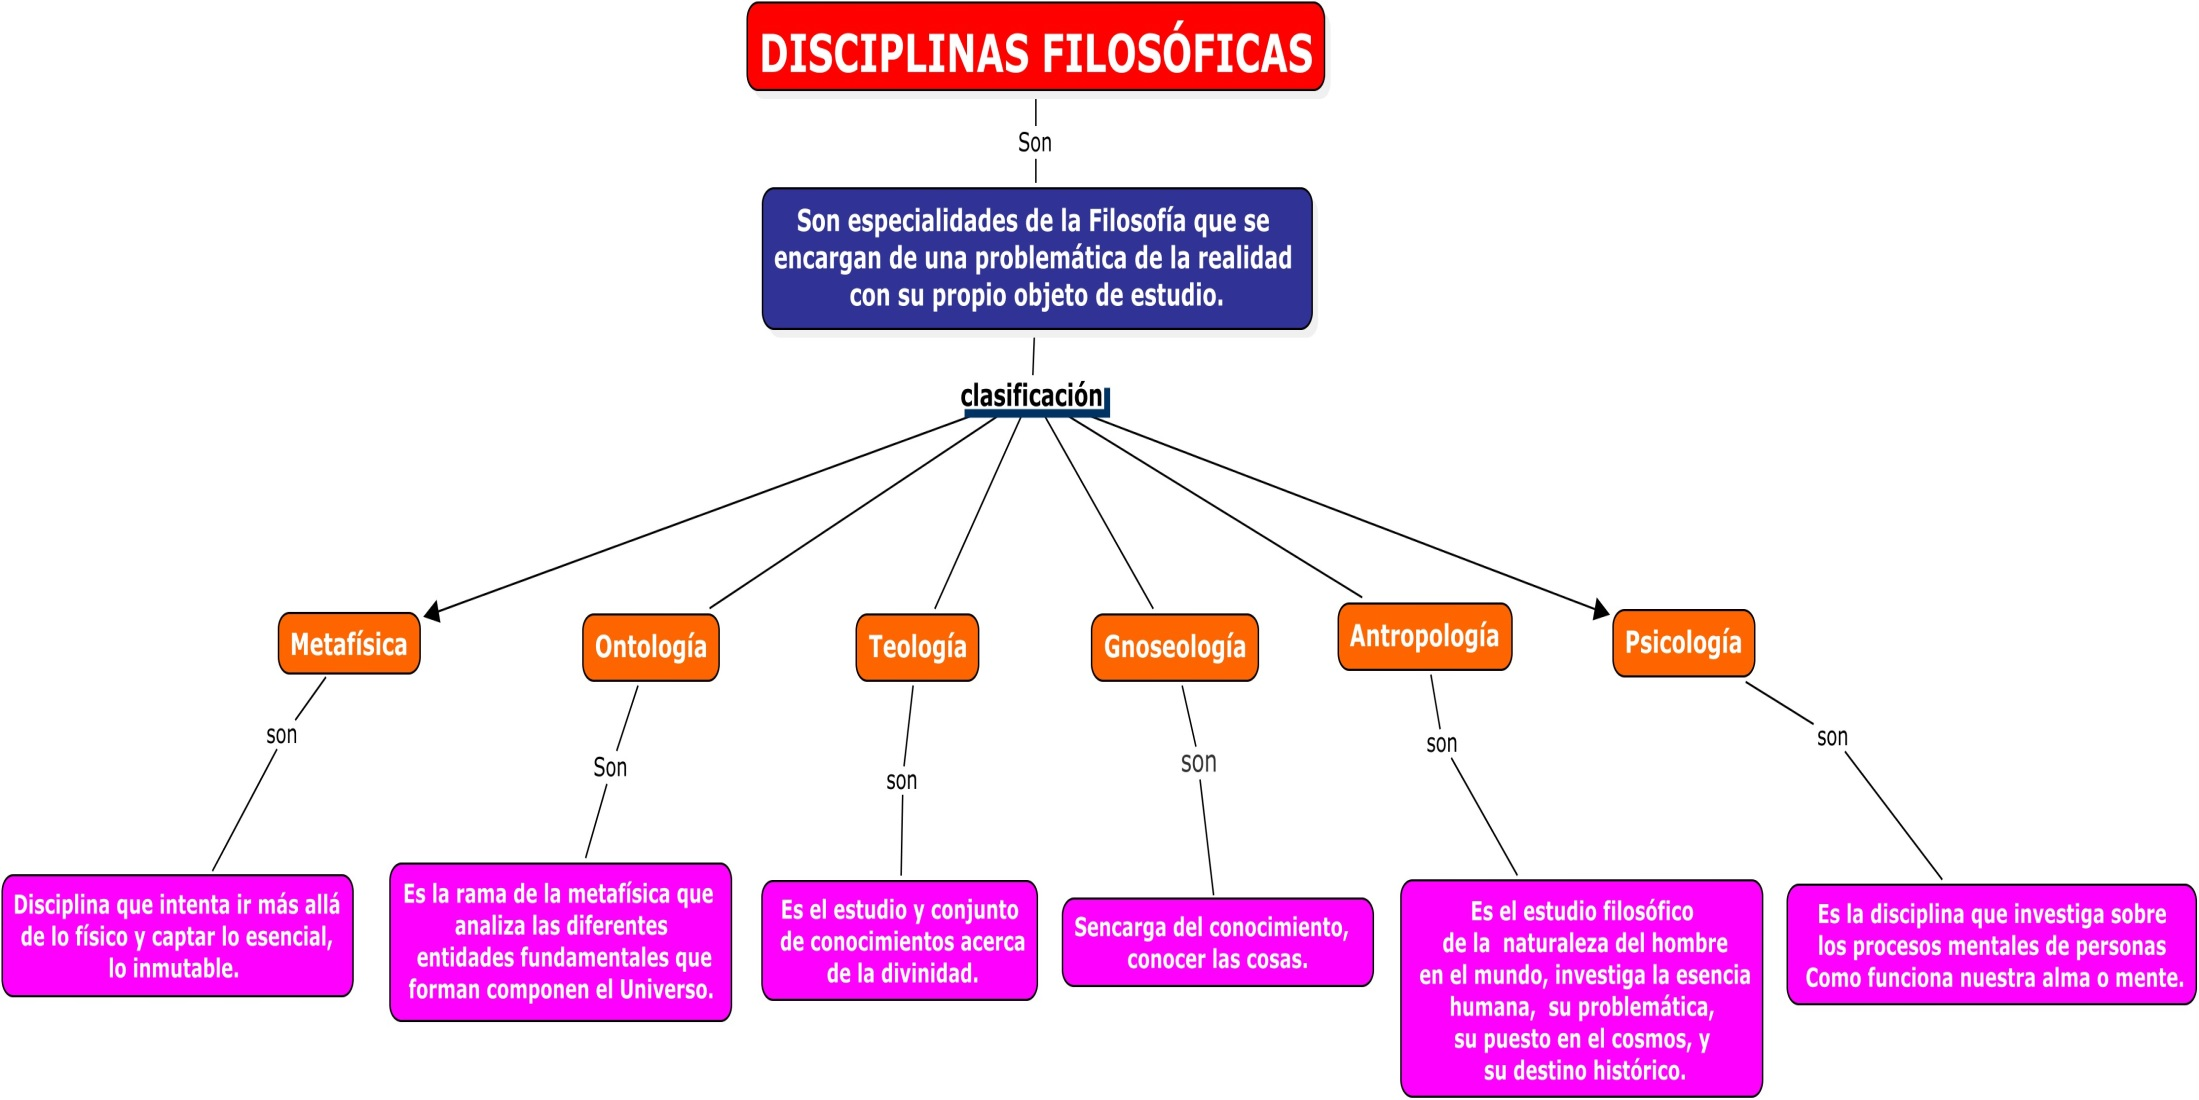 DISCIPLINAS FILOSÓFICAS
Son
Son especialidades de la Filosofía que se
encargan de una problemática de la realidad
con su propio objeto de estudio.
clasificación
Metafísica
Ontología
Teología
Gnoseología
Antropología
Psicología
son
Son
son
son
son
son
Disciplina que intenta ir más allá
de lo físico y captar lo esencial,
lo inmutable.
Es la rama de la metafísica que
analiza las diferentes
entidades fundamentales que
forman componen el Universo.
Es el estudio y conjunto
de conocimientos acerca
de la divinidad.
Sencarga del conocimiento,
conocer las cosas.
Es el estudio filosófico
de la naturaleza del hombre
en el mundo, investiga la esencia
humana, su problemática,
su puesto en el cosmos, y
su destino histórico.
Es la disciplina que investiga sobre
los procesos mentales de personas
Como funciona nuestra alma o mente.